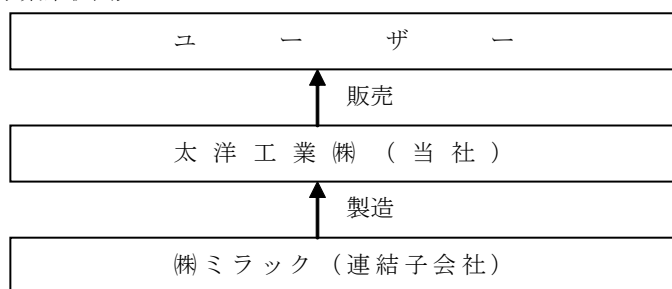 ユーザー
販売
太洋工業㈱（当社）
製造
㈱ミラック（連結子会社）